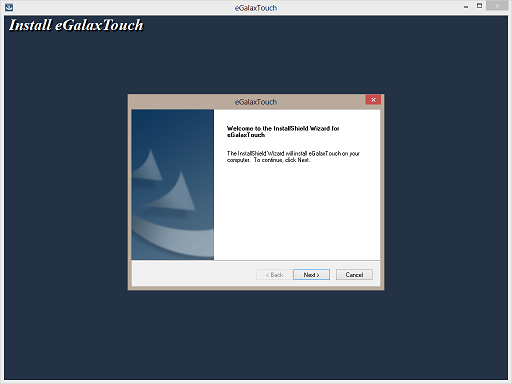 eGalaxTouch
Install eGalaxTouch
eGalaxTouch
Welcome to the InstallShield Wizard for
eGalaxTouch
The InstallShield Wizard will install eGalaxTouch on your
computer. To continue, click Next.
< Back
Next >
Cancel